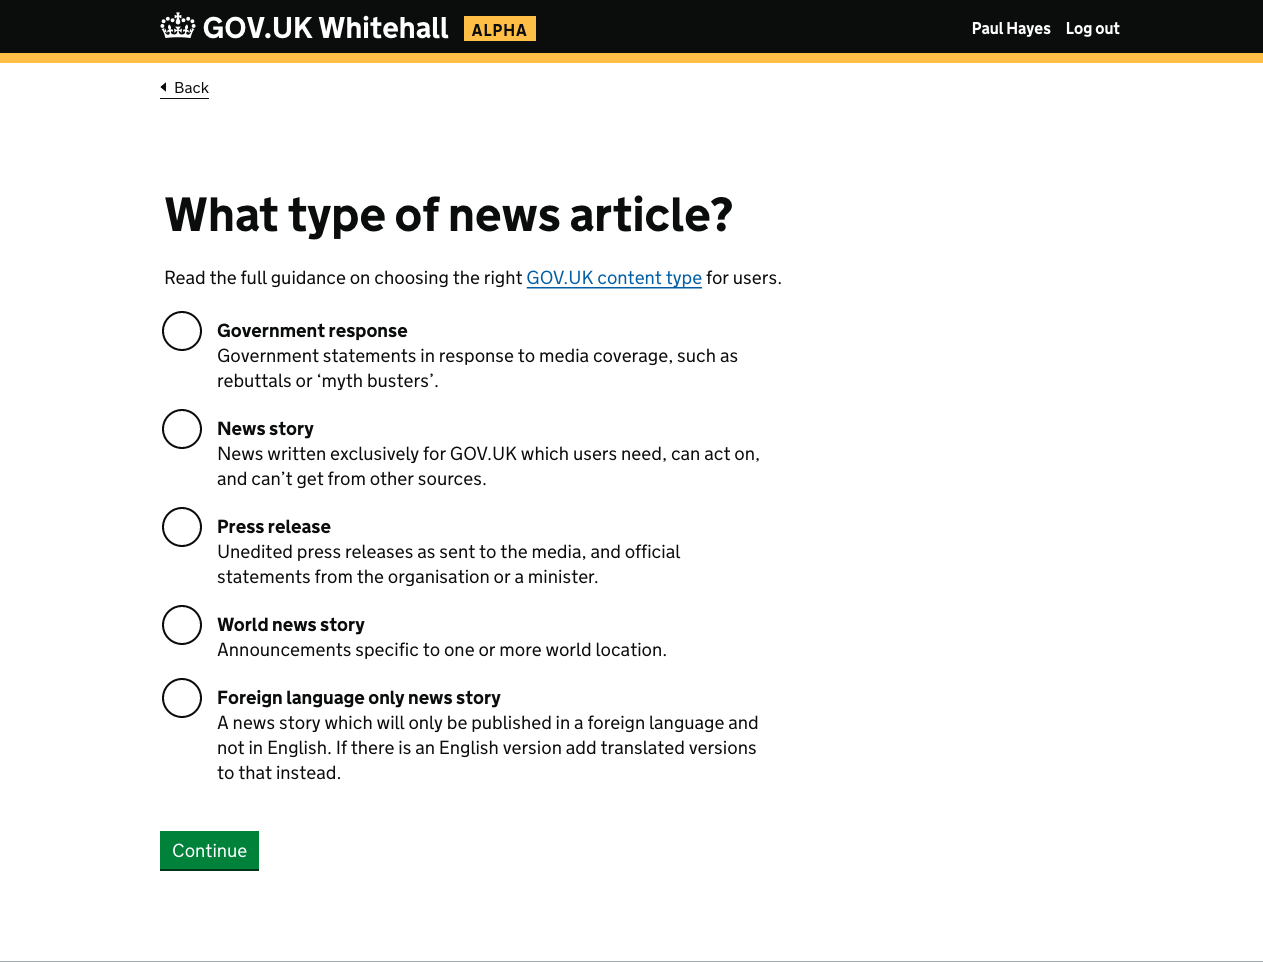 GOV.UK Whitehall ALPHA Paul Hayes Log out
Back
What type of news article?
Read the full guidance on choosing the right GOV.UK content type for users.
Government response
Government statements in response to media coverage, such as
rebuttals or ‘myth busters’.
News story
News written exclusively for GOV.UK which users need, can act on,
and can’t get from other sources.
Press release
Unedited press releases as sent to the media, and official
statements from the organisation or a minister.
World news story
Announcements specific to one or more world location.
Foreign language only news story
A news story which will only be published in a foreign language and
not in English. If there is an English version add translated versions
to that instead.
Continue